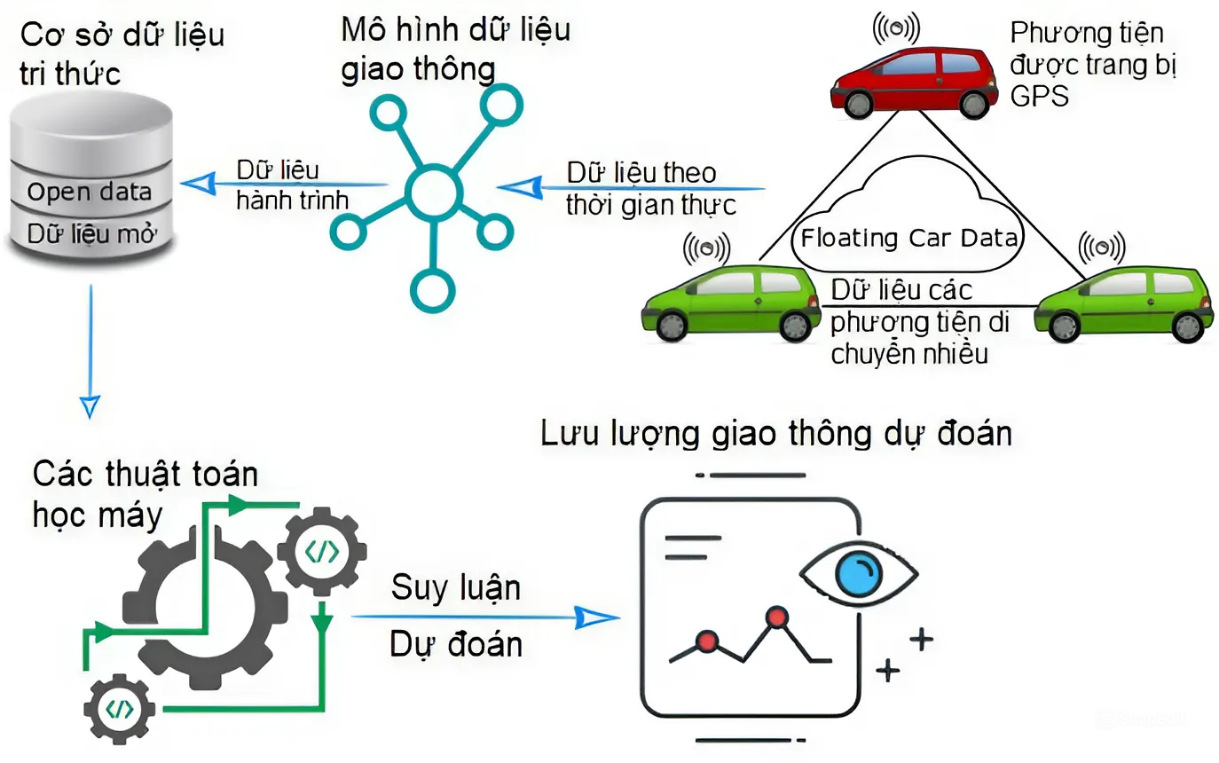 Cơ sở dữ liệu
tri thức
Open data
Dữ liệu mở
Mô hình dữ liệu
giao thông
Dữ liệu
hành trình
Dữ liệu theo
thời gian thực
Phương tiện
được trang bị
GPS
Floating Car Data
Dữ liệu các
phương tiện di
chuyễn nhiều
Các thuật toán
học máy
</>
</>
Suy luận
Dự đoán
Lưu lượng giao thông dự đoán